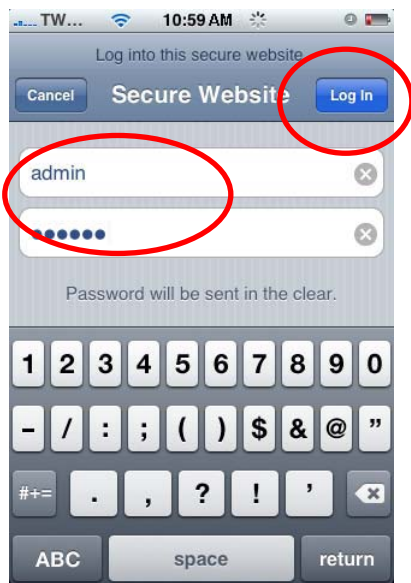 TW... 10:59 AM
Log into this secure website
Cancel Secure Website Log In
admin
●●●●●●
Password will be sent in the clear.
1 2 3 4 5 6 7 8 9 0
- / : ; ( ) $ & @ "
#+= . , ? ! '
ABC space return